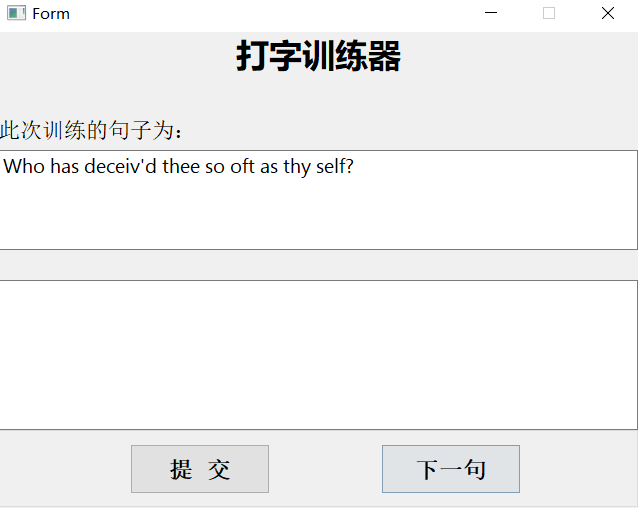 Form
打字训练器
此次训练的句子为：
Who has deceiv'd thee so oft as thy self?
提 交
下一句